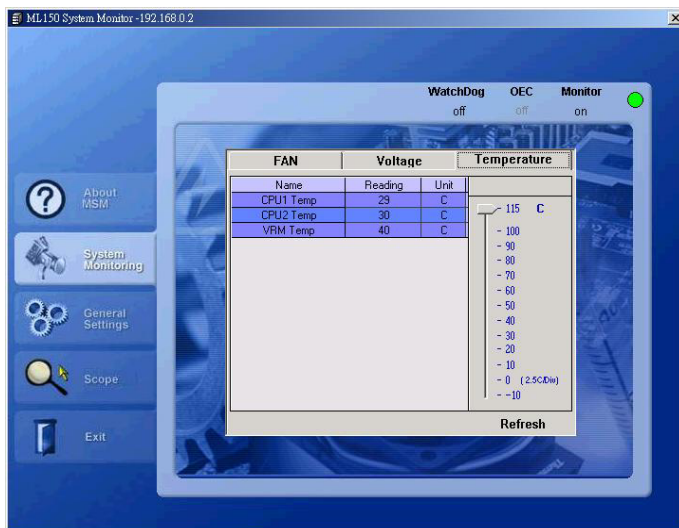 ML150 System Monitor -192.168.0.2
WatchDog OEC Monitor
off off on
FAN Voltage Temperature
Name Reading Unit
CPU1 Temp 29 C
CPU2 Temp 30 C
VRM Temp 40 C
115 C
- 100
- 90
- 80
- 70
- 60
- 50
- 40
- 30
- 20
- 10
- 0 (2.5C/Div)
- -10
Refresh
About
MSM
System
Monitoring
General
Settings
Scope
Exit